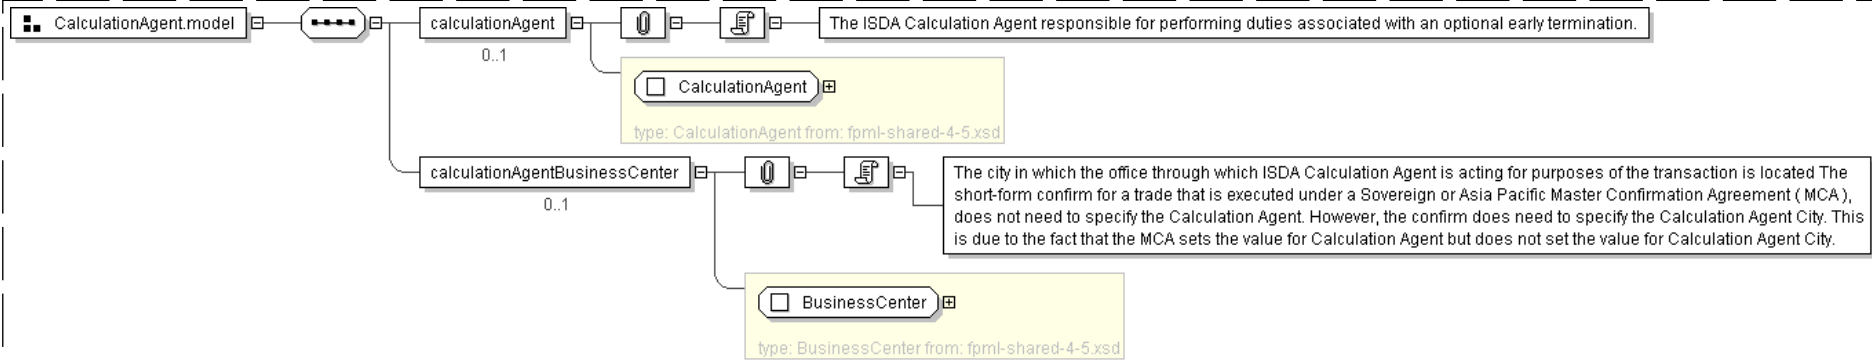 CalculationAgent.model
calculationAgent
The ISDA Calculation Agent responsible for performing duties associated with an optional early termination.
0..1
CalculationAgent
type: CalculationAgent from: fpml-shared-4-5.xsd
calculationAgentBusinessCenter
0..1
The city in which the office through which ISDA Calculation Agent is acting for purposes of the transaction is located The
short-form confirm for a trade that is executed under a Sovereign or Asia Pacific Master Confirmation Agreement ( MCA ),
does not need to specify the Calculation Agent. However, the confirm does need to specify the Calculation Agent City. This
is due to the fact that the MCA sets the value for Calculation Agent but does not set the value for Calculation Agent City.
BusinessCenter
type: BusinessCenter from: fpml-shared-4-5.xsd